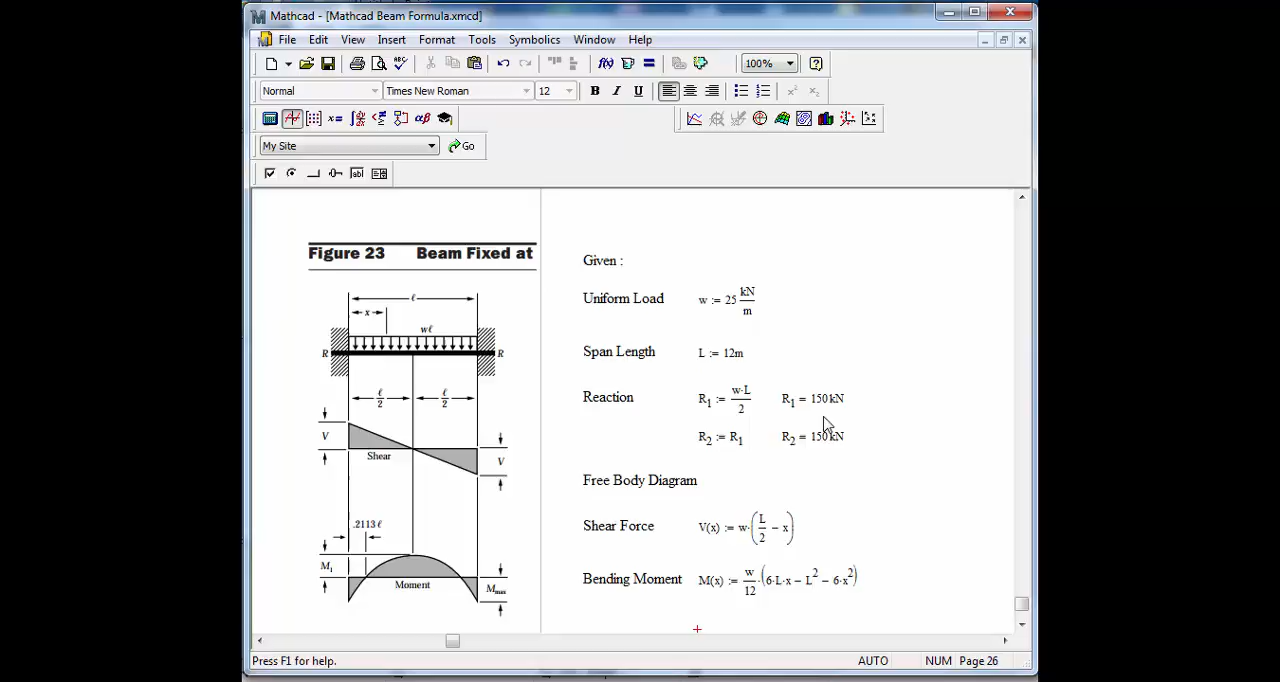 Mathcad - [Mathcad Beam Formula.xmcd]
File Edit View Insert Format Tools Symbolics Window Help
100%
Normal Times New Roman 12 B I U
My Site Go
Figure 23 Beam Fixed at
ℓ
x
wℓ
R R
ℓ/2 ℓ/2
V
Shear
V
.2113 ℓ
M₁
Moment
Mmax
Given :
Uniform Load w := 25 kN/m
Span Length L := 12m
Reaction R₁ := w·L/2 R₁ = 150 kN
R₂ := R₁ R₂ = 150 kN
Free Body Diagram
Shear Force V(x) := w·(L/2 − x)
Bending Moment M(x) := w/12·(6·L·x − L² − 6·x²)
Press F1 for help. AUTO NUM Page 26